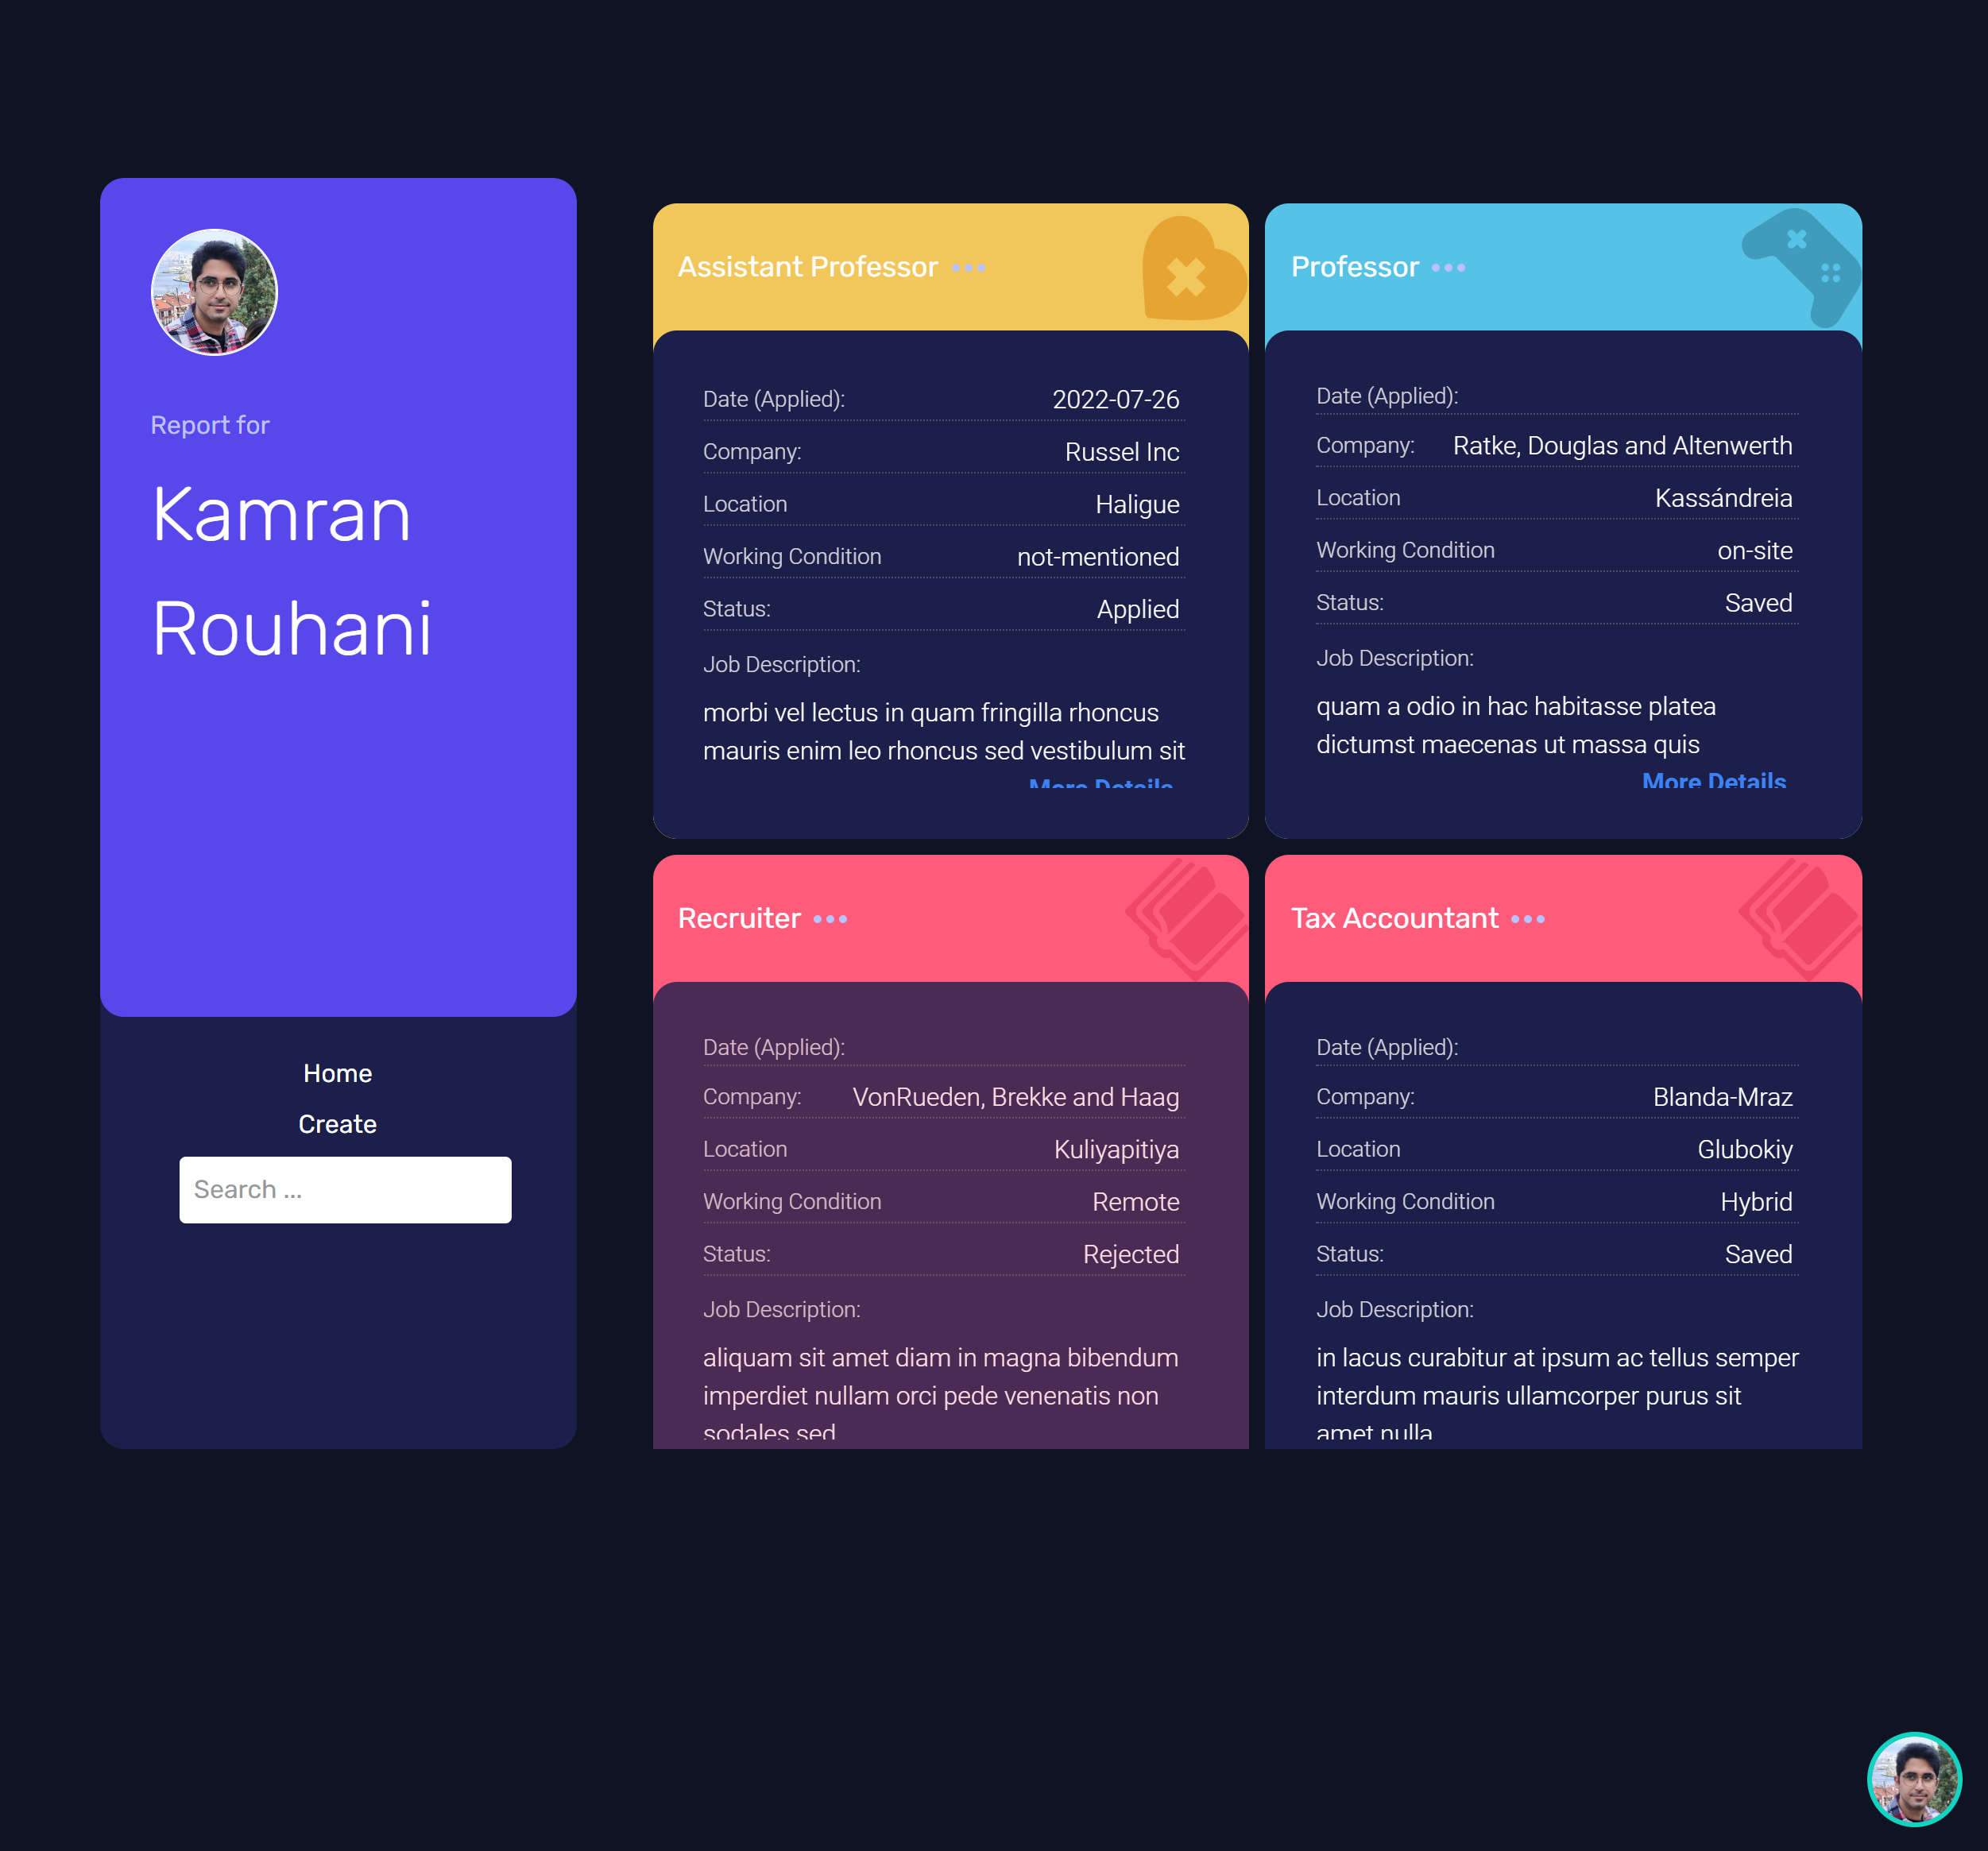 Report for
Kamran
Rouhani
Home
Create
Search ...
Assistant Professor
Date (Applied): 2022-07-26
Company: Russel Inc
Location Haligue
Working Condition not-mentioned
Status: Applied
Job Description:
morbi vel lectus in quam fringilla rhoncus
mauris enim leo rhoncus sed vestibulum sit
More Details
Professor
Date (Applied):
Company: Ratke, Douglas and Altenwerth
Location Kassándreia
Working Condition on-site
Status: Saved
Job Description:
quam a odio in hac habitasse platea
dictumst maecenas ut massa quis
More Details
Recruiter
Date (Applied):
Company: VonRueden, Brekke and Haag
Location Kuliyapitiya
Working Condition Remote
Status: Rejected
Job Description:
aliquam sit amet diam in magna bibendum
imperdiet nullam orci pede venenatis non
sodales sed
Tax Accountant
Date (Applied):
Company: Blanda-Mraz
Location Glubokiy
Working Condition Hybrid
Status: Saved
Job Description:
in lacus curabitur at ipsum ac tellus semper
interdum mauris ullamcorper purus sit
amet nulla